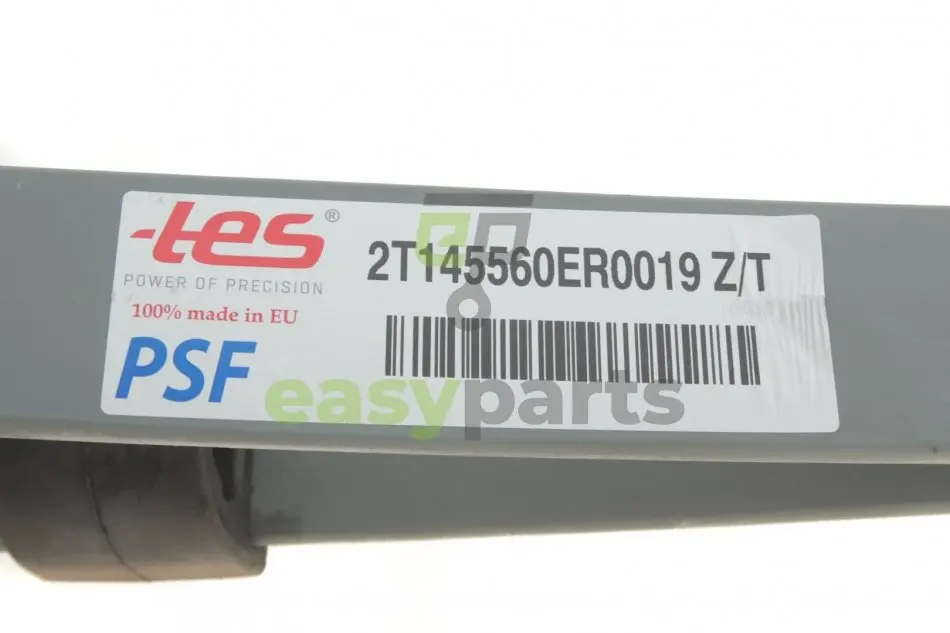 -tes®
POWER OF PRECISION
100% made in EU
PSF
2T145560ER0019 Z/T
easyparts